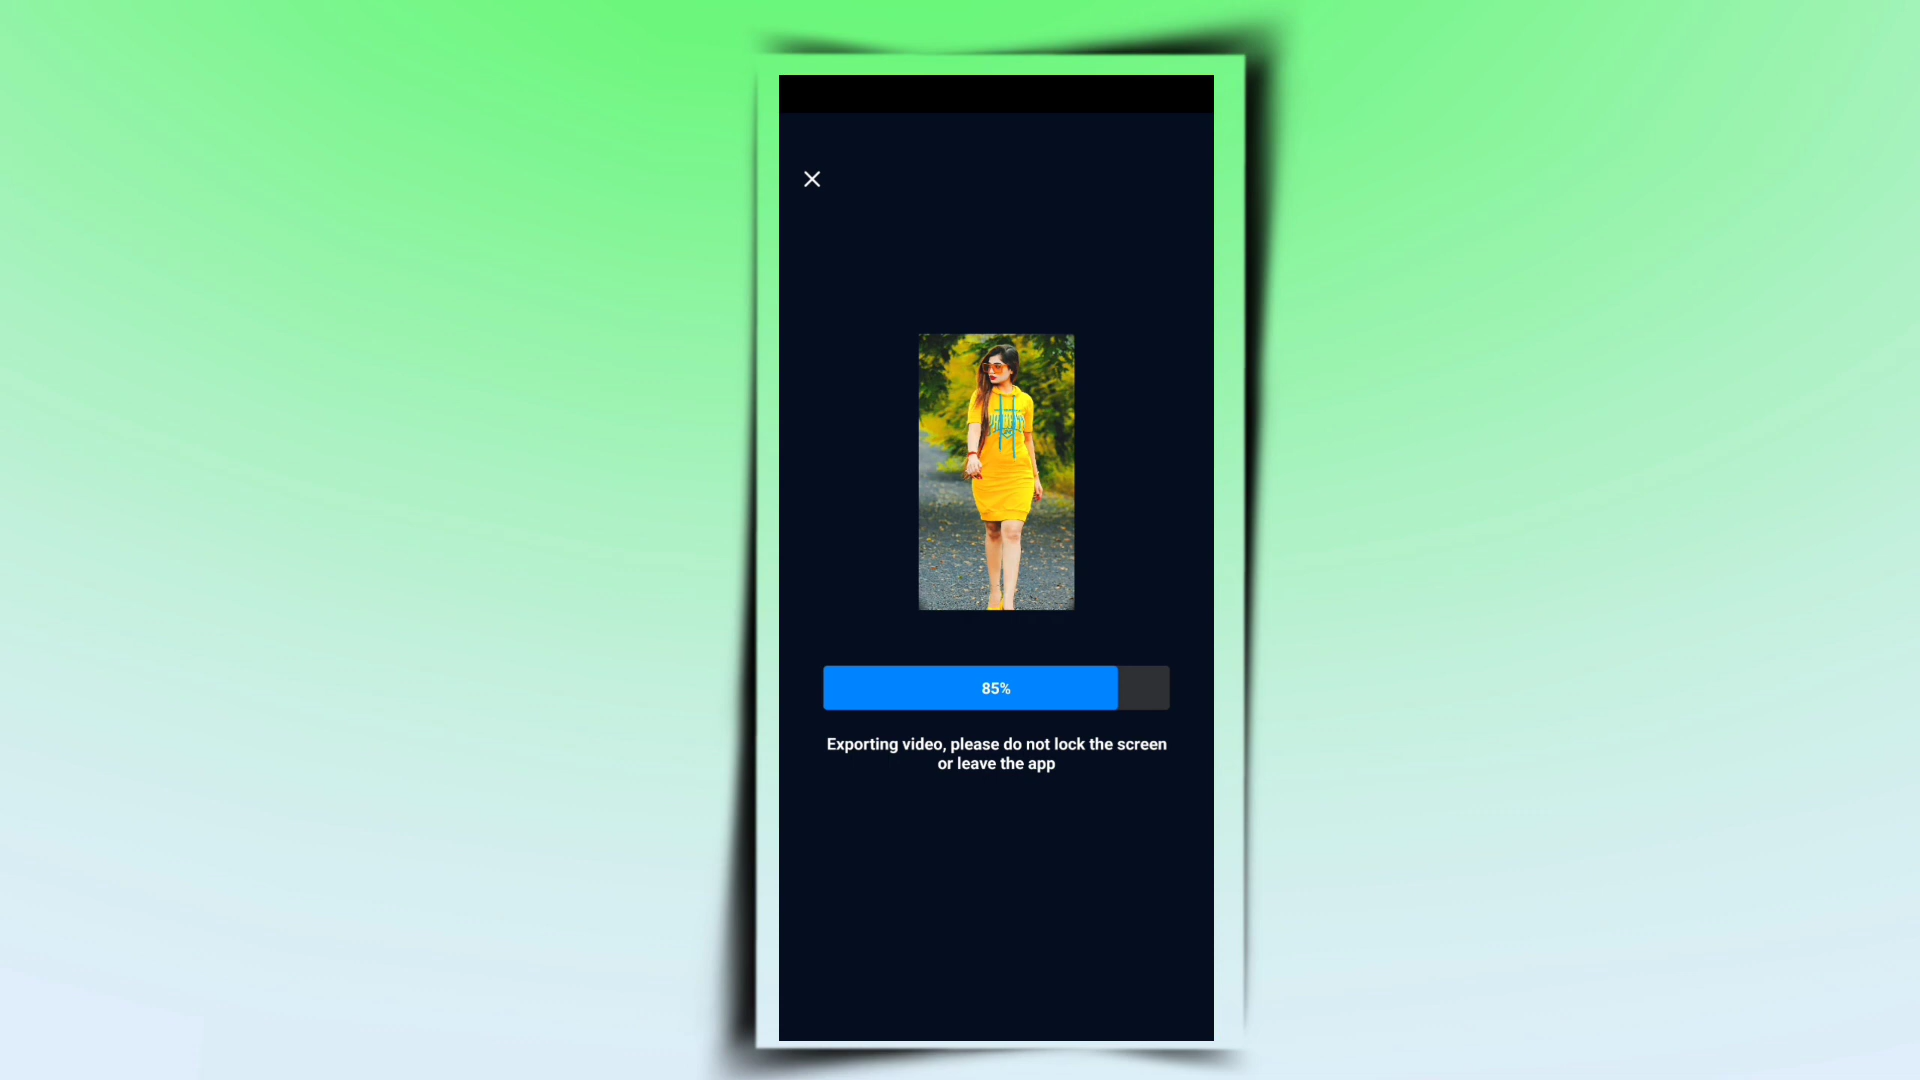 85%
Exporting video, please do not lock the screen
or leave the app